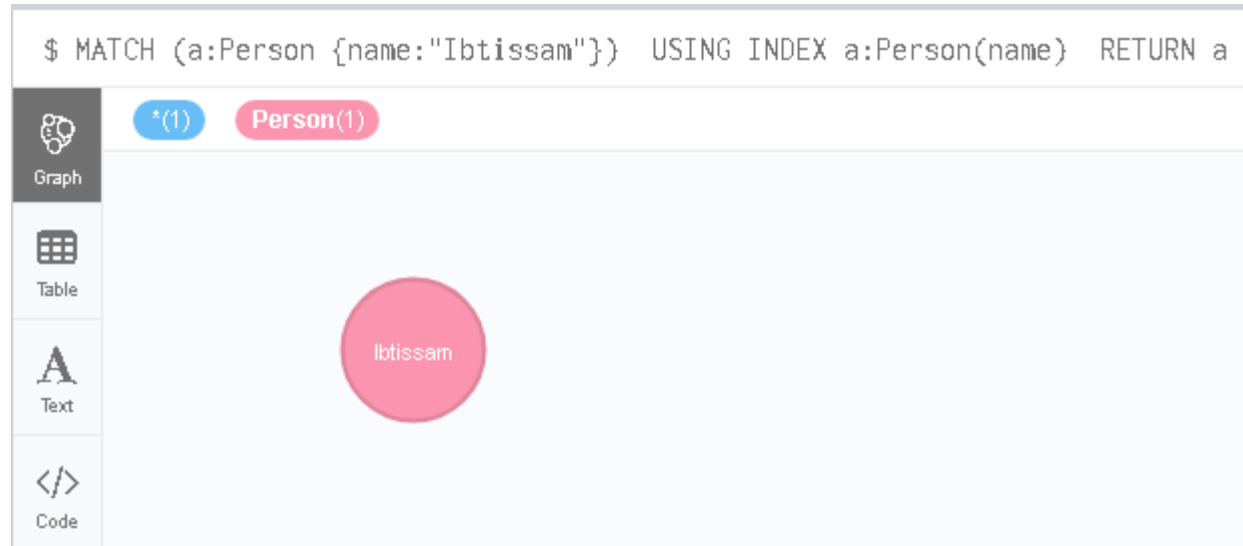 $ MATCH (a:Person {name:"Ibtissam"})  USING INDEX a:Person(name)  RETURN a
*(1) Person(1)
Graph
Table
Ibtissam
Text
</>
Code